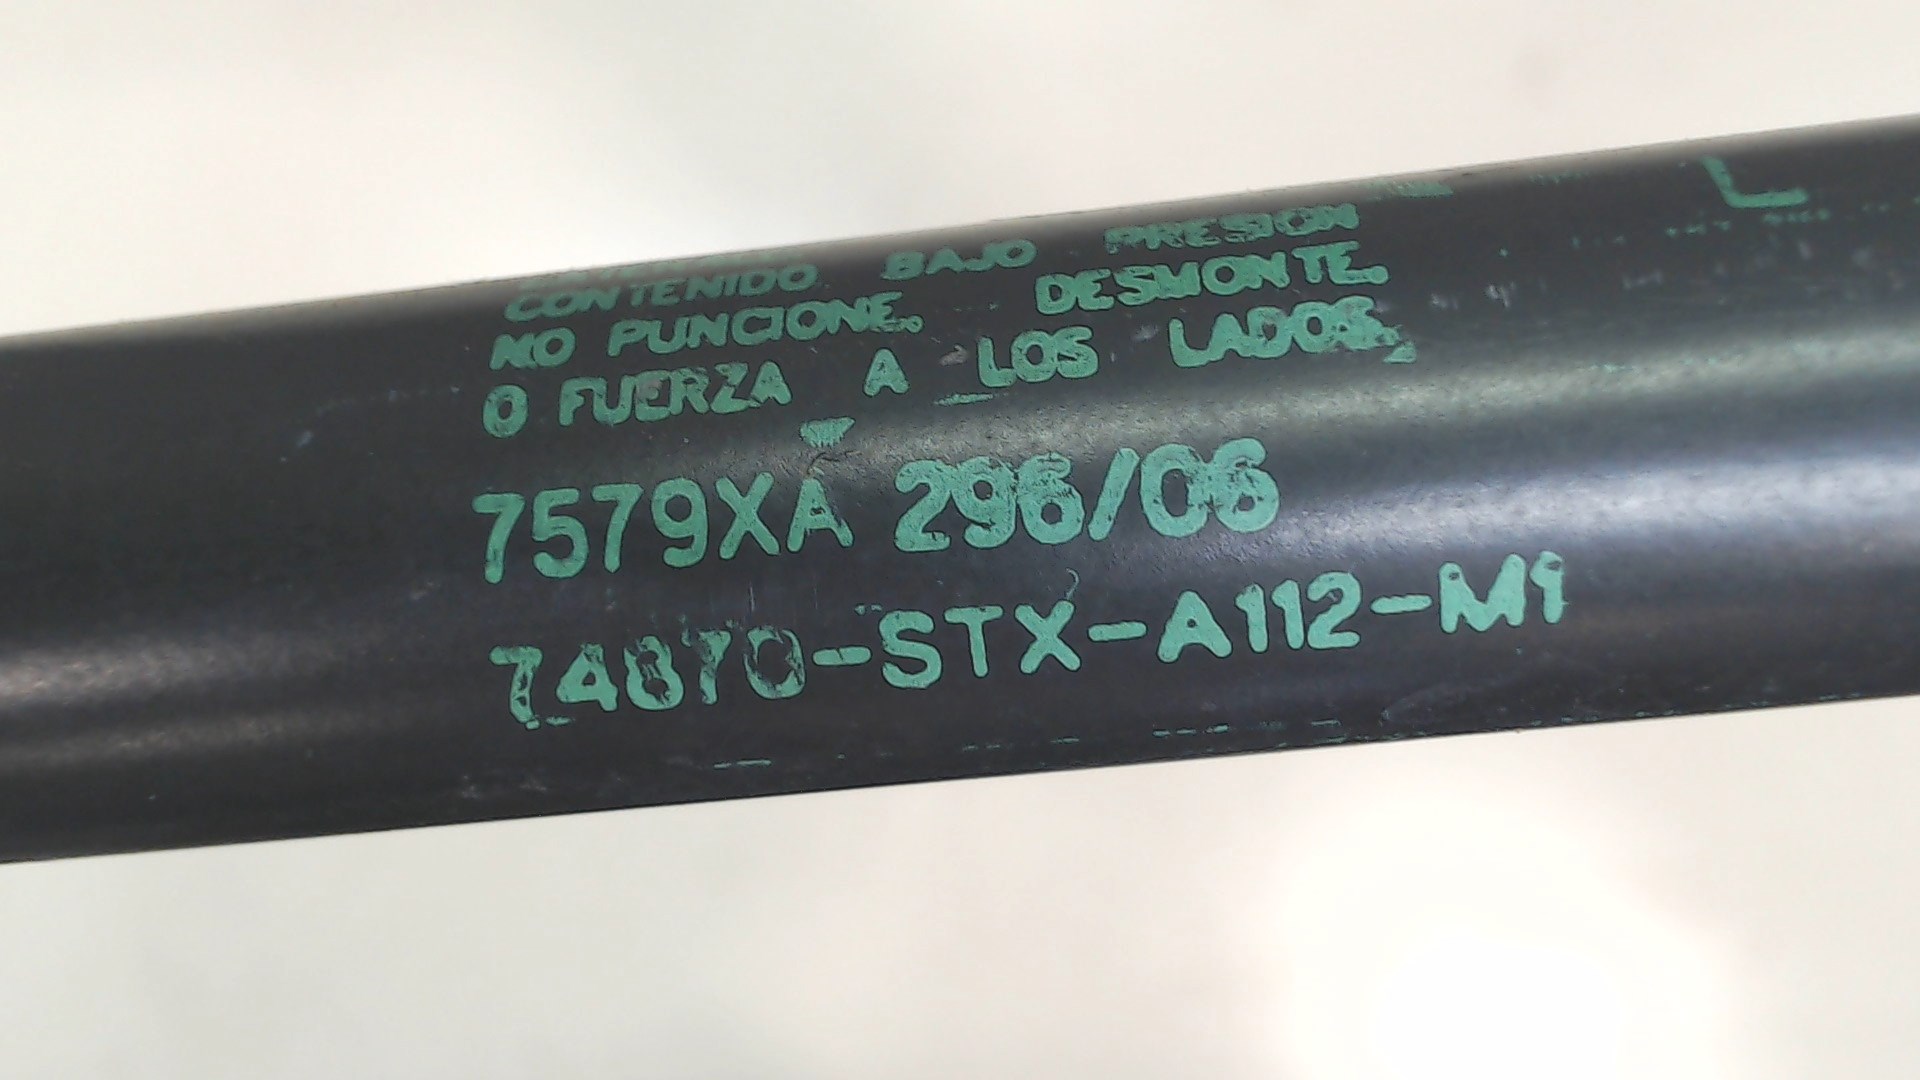 L
CONTENIDO BAJO PRESION
NO PUNCIONE. DESMONTE.
O FUERZA A LOS LADOS.
7579XA 296/06
74870-STX-A112-M1